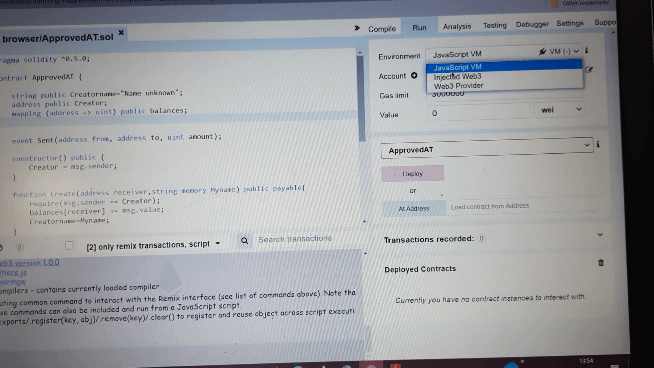 Other bookmarks
browser/ApprovedAT.sol ×
» Compile Run Analysis Testing Debugger Settings Suppo
ragma solidity ^0.5.0;
ontract ApprovedAT {
string public Creatorname="Name unknown";
address public Creator;
mapping (address => uint) public balances;
event Sent(address from, address to, uint amount);
constructor() public {
Creator = msg.sender;
}
function Create(address receiver,string memory Myname) public payable{
require(msg.sender == Creator);
balances[receiver] += msg.value;
Creatorname=Myname;
}
Environment JavaScript VM VM (-) i
JavaScript VM
Injected Web3
Web3 Provider
Account
Gas limit 3000000
Value 0 wei
ApprovedAT i
Deploy
or
At Address Load contract from Address
Transactions recorded: 0
Deployed Contracts
Currently you have no contract instances to interact with.
0 [2] only remix transactions, script Search transactions
eb3 version 1.0.0
thers.js
warmgw
ompilers - contains currently loaded compiler
uting common command to interact with the Remix interface (see list of commands above). Note tha
se commands can also be included and run from a JavaScript script.
exports/.register(key, obj)/.remove(key)/.clear() to register and reuse object across script executi
12:54